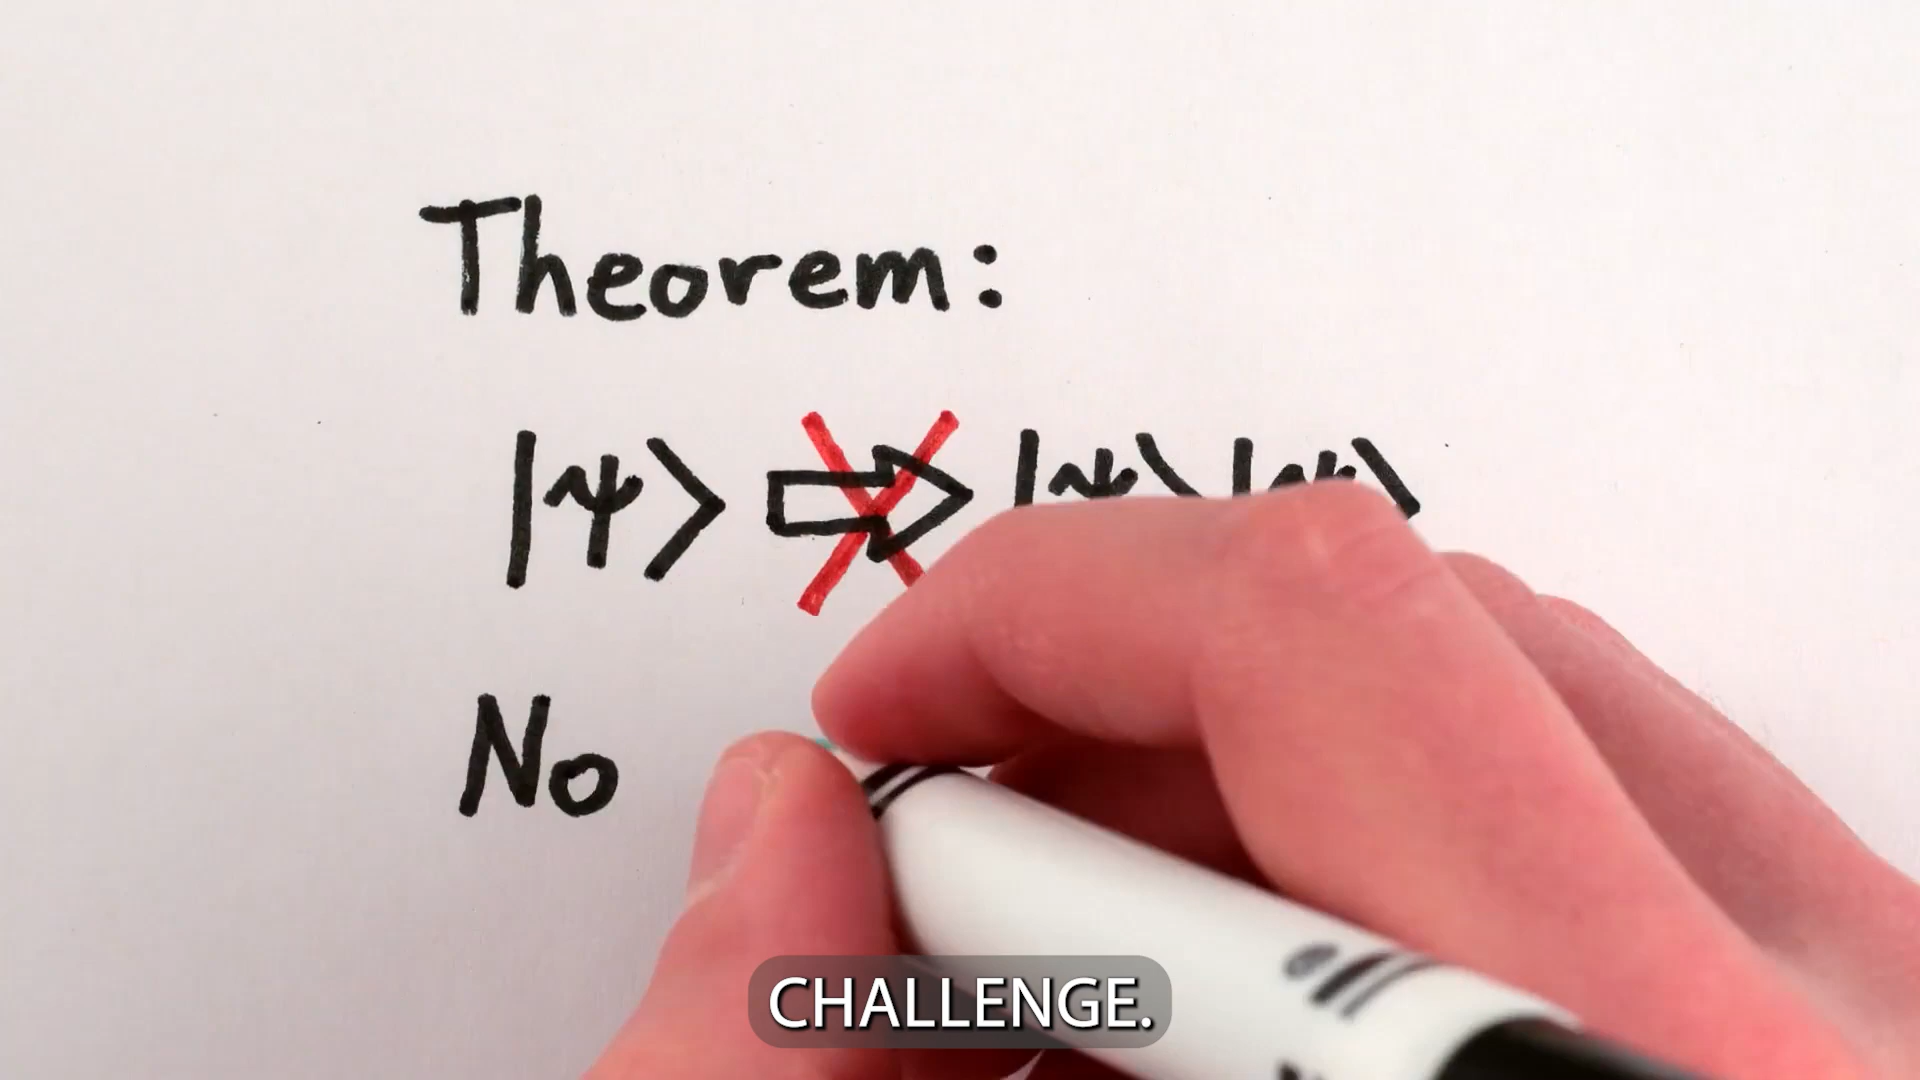 Theorem:
|ψ⟩ ⇨ |ψ⟩|ψ⟩
No
CHALLENGE.